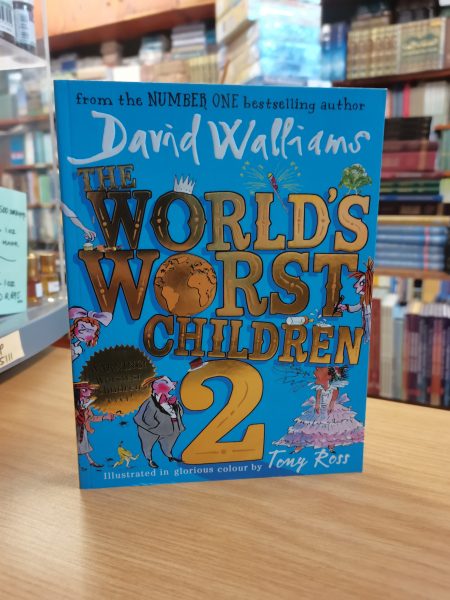 from the NUMBER ONE bestselling author
David Walliams
THE
WORLD'S
WORST
CHILDREN
2
Illustrated in glorious colour by Tony Ross